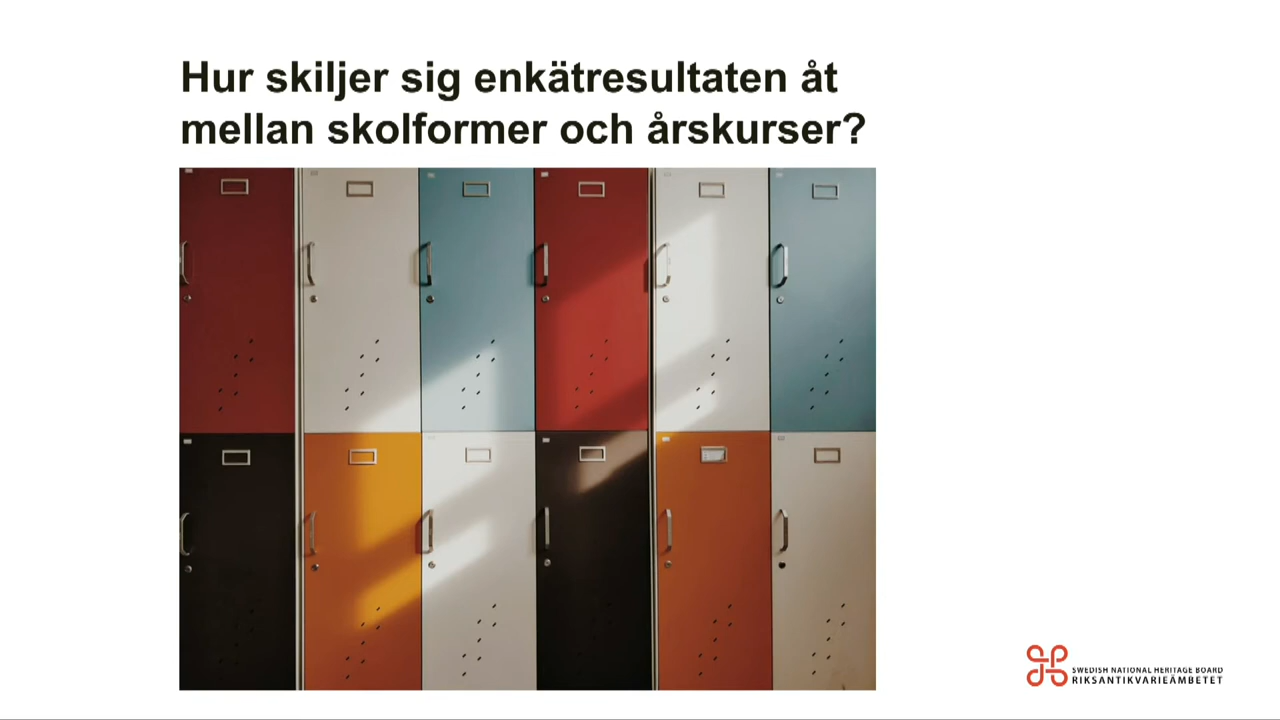 Hur skiljer sig enkätresultaten åt
mellan skolformer och årskurser?
SWEDISH NATIONAL HERITAGE BOARD
RIKSANTIKVARIEÄMBETET